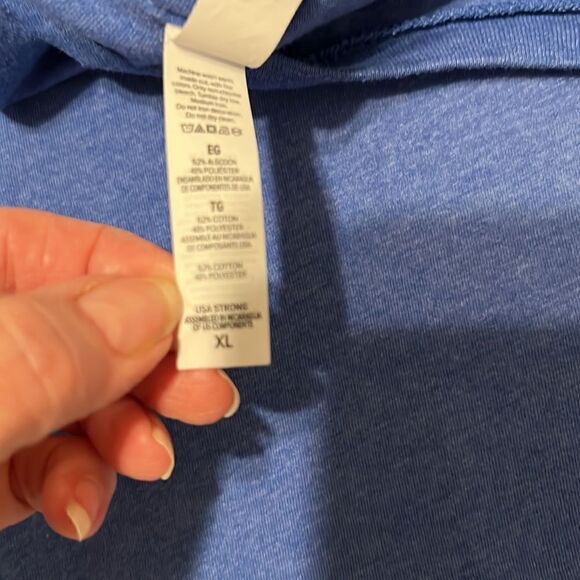 Machine wash warm,
inside out, with like
colors. Only non-chlorine
bleach. Tumble dry low.
Medium iron.
Do not iron decoration.
Do not dry clean.
EG
52% ALGODÓN
48% POLIÉSTER
ENSAMBLADO EN NICARAGUA
DE COMPONENTES DE USA.
TG
52% COTON
48% POLYESTER
ASSEMBLÉ AU NICARAGUA
DE COMPOSANTS USA.
52% COTTON
48% POLYESTER
USA STRONG
ASSEMBLED IN NICARAGUA
OF US COMPONENTS
XL